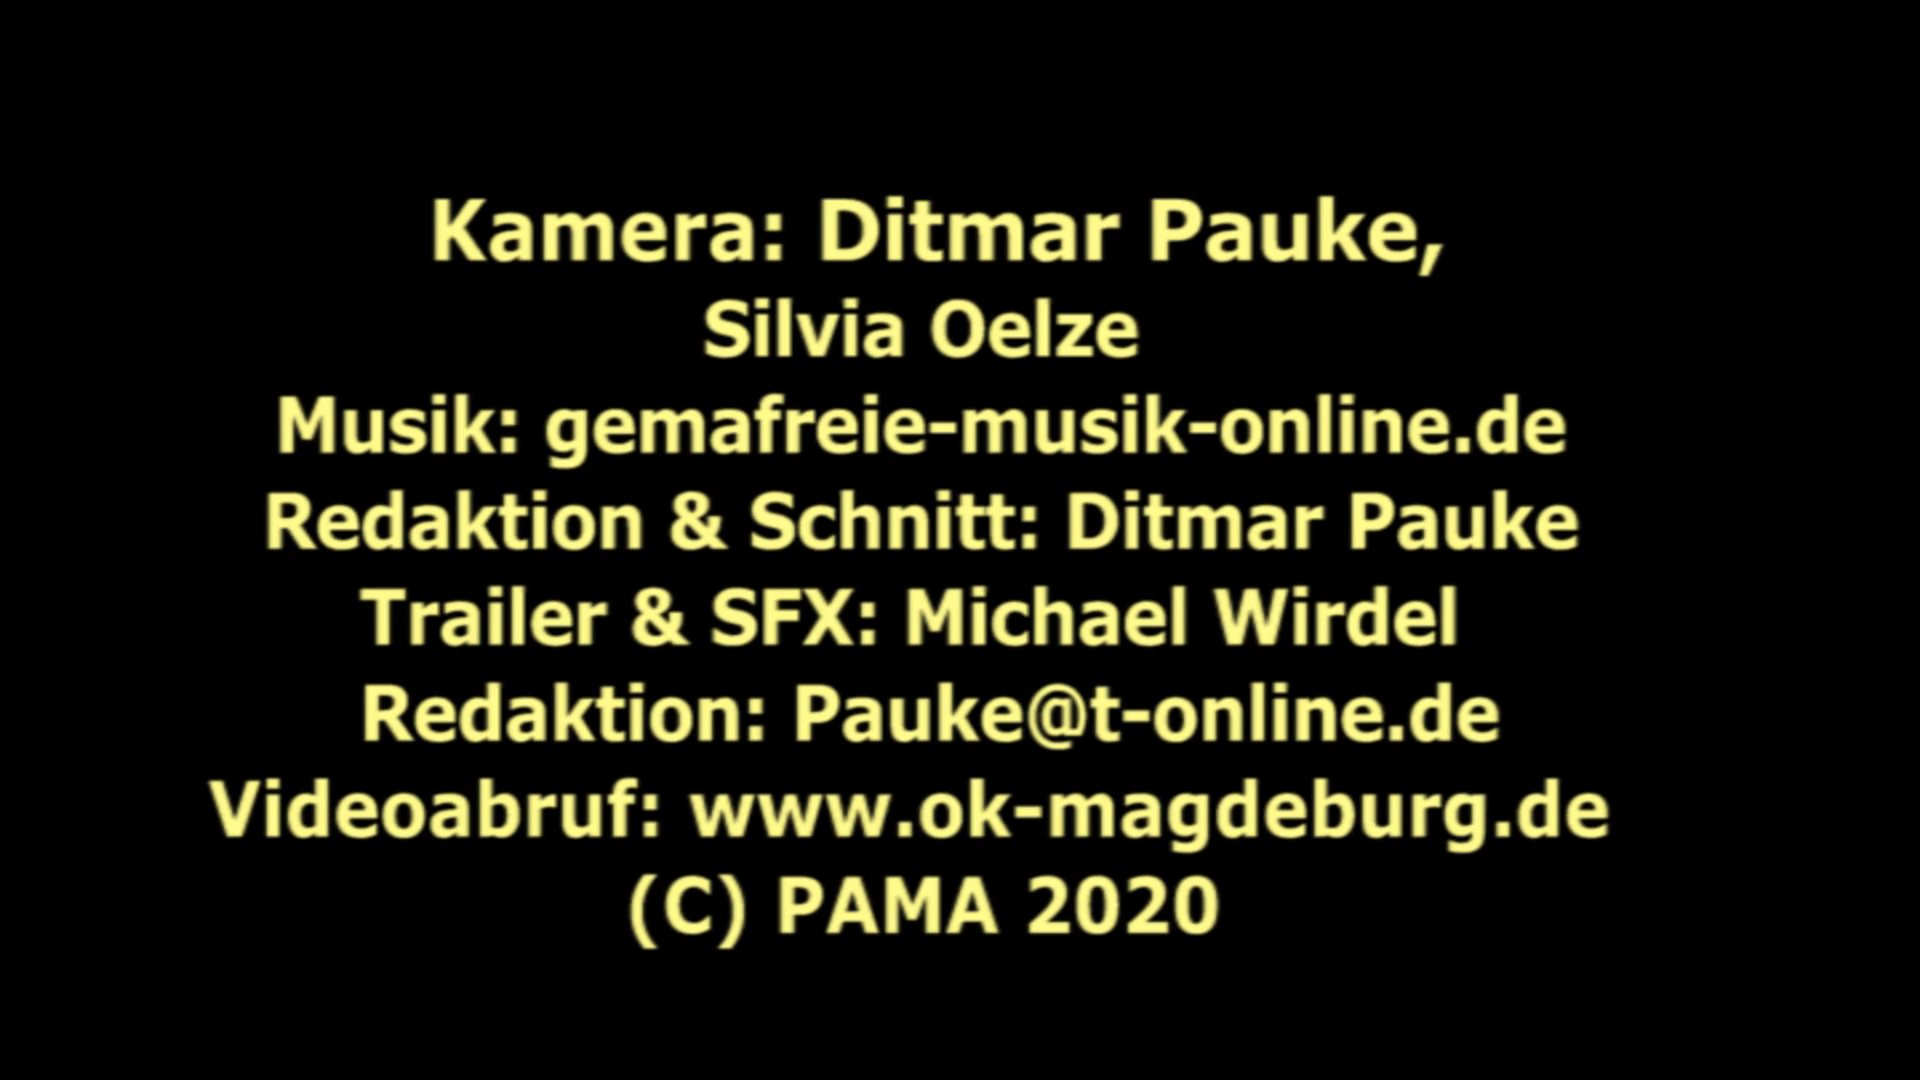 Kamera: Ditmar Pauke,
Silvia Oelze
Musik: gemafreie-musik-online.de
Redaktion & Schnitt: Ditmar Pauke
Trailer & SFX: Michael Wirdel
Redaktion: Pauke@t-online.de
Videoabruf: www.ok-magdeburg.de
(C) PAMA 2020